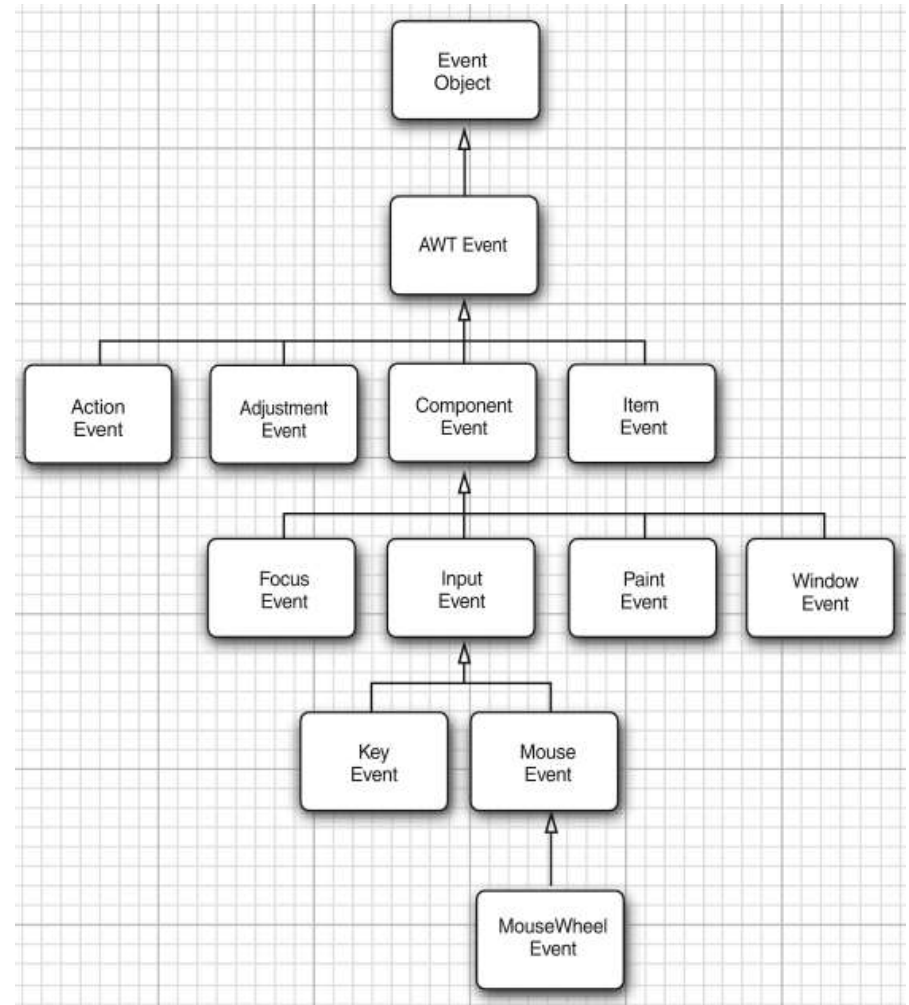 Event
Object
AWT Event
Action
Event
Adjustment
Event
Component
Event
Item
Event
Focus
Event
Input
Event
Paint
Event
Window
Event
Key
Event
Mouse
Event
MouseWheel
Event